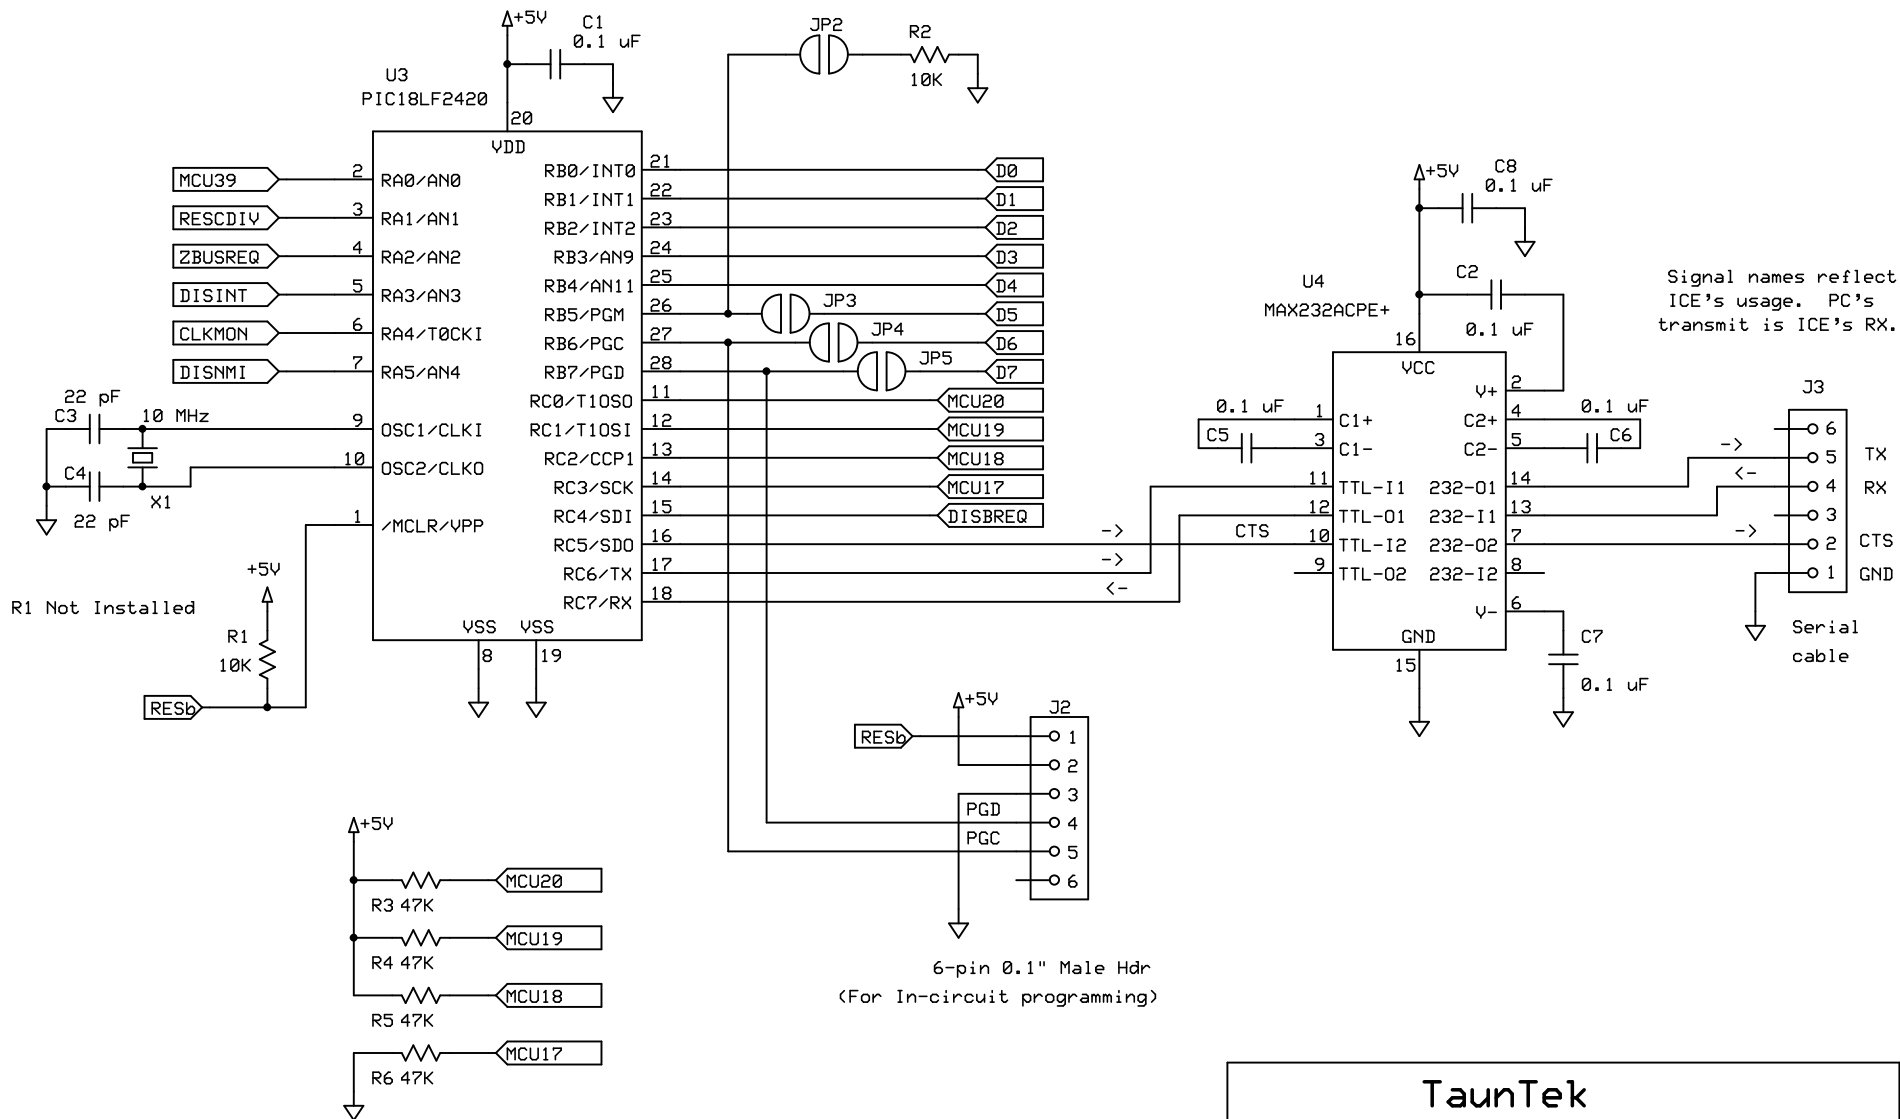 +5V
C1
0.1 uF
JP2
R2
10K
U3
PIC18LF2420
20
VDD
MCU39
2
RA0/AN0
RESCDIV
3
RA1/AN1
ZBUSREQ
4
RA2/AN2
DISINT
5
RA3/AN3
CLKMON
6
RA4/T0CKI
DISNMI
7
RA5/AN4
22 pF
C3
10 MHz
9
OSC1/CLKI
10
OSC2/CLKO
C4
X1
22 pF
1
/MCLR/VPP
+5V
R1 Not Installed
R1
10K
RESb
RB0/INT0
21
D0
RB1/INT1
22
D1
RB2/INT2
23
D2
RB3/AN9
24
D3
RB4/AN11
25
D4
RB5/PGM
26
JP3
D5
RB6/PGC
27
JP4
D6
RB7/PGD
28
JP5
D7
RC0/T1OSO
11
MCU20
RC1/T1OSI
12
MCU19
RC2/CCP1
13
MCU18
RC3/SCK
14
MCU17
RC4/SDI
15
DISBREQ
RC5/SDO
16
->
CTS
RC6/TX
17
->
RC7/RX
18
<-
VSS
VSS
8
19
+5V
C8
0.1 uF
C2
0.1 uF
U4
MAX232ACPE+
16
VCC
V+
2
0.1 uF
C5
1
C1+
3
C1-
C2+
4
0.1 uF
C2-
5
C6
11
TTL-I1
232-O1
14
->
12
TTL-O1
232-I1
13
<-
10
TTL-I2
232-O2
7
->
9
TTL-O2
232-I2
8
V-
6
GND
15
C7
0.1 uF
Signal names reflect
ICE's usage. PC's
transmit is ICE's RX.
J3
6
5
TX
4
RX
3
2
CTS
1
GND
Serial
cable
+5V
J2
RESb
1
2
3
PGD
4
PGC
5
6
6-pin 0.1" Male Hdr
(For In-circuit programming)
+5V
MCU20
R3 47K
MCU19
R4 47K
MCU18
R5 47K
MCU17
R6 47K
TaunTek